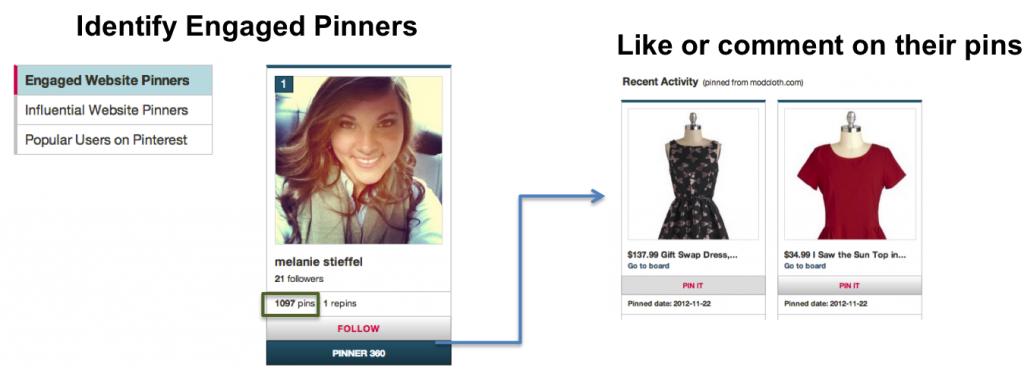 Identify Engaged Pinners
Engaged Website Pinners
Influential Website Pinners
Popular Users on Pinterest
1
melanie stieffel
21 followers
1097 pins 1 repins
FOLLOW
PINNER 360
Like or comment on their pins
Recent Activity (pinned from modcloth.com)
$137.99 Gift Swap Dress,...
Go to board
PIN IT
Pinned date: 2012-11-22
$34.99 I Saw the Sun Top in...
Go to board
PIN IT
Pinned date: 2012-11-22